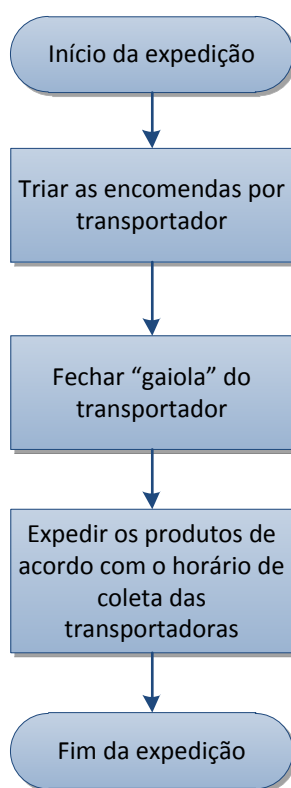 Início da expedição
Triar as encomendas por
transportador
Fechar “gaiola” do
transportador
Expedir os produtos de
acordo com o horário de
coleta das
transportadoras
Fim da expedição